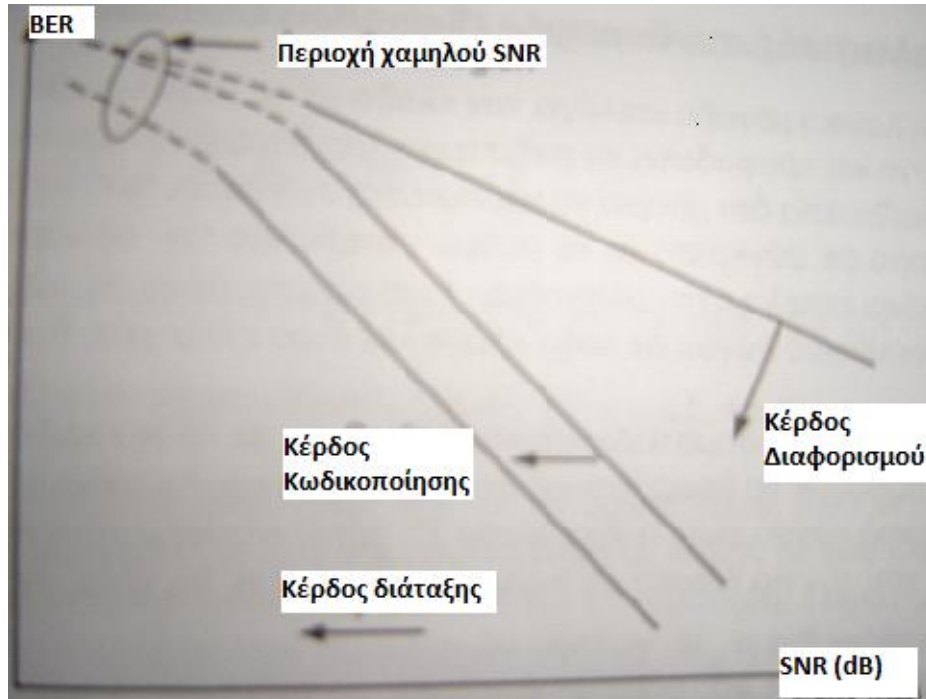 BER
Περιοχή χαμηλού SNR
Κέρδος
Διαφορισμού
Κέρδος
Κωδικοποίησης
Κέρδος διάταξης
SNR (dB)